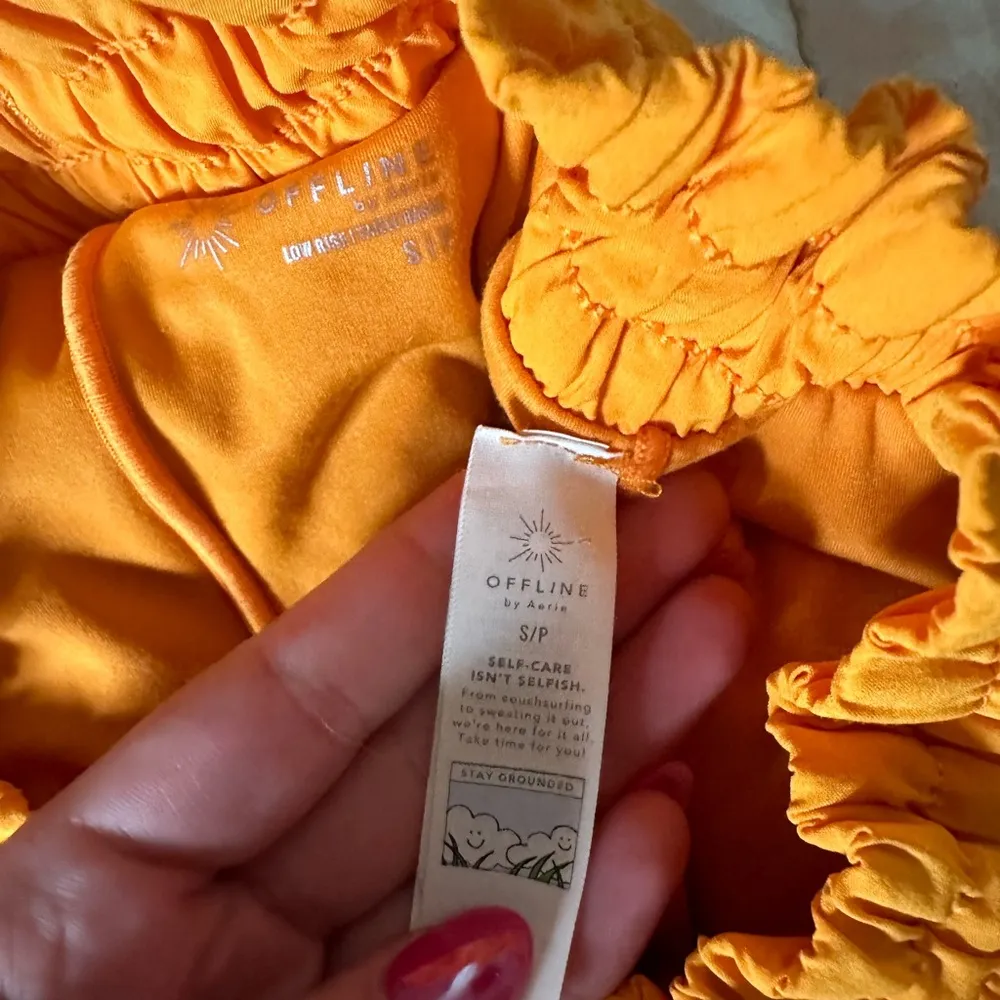 OFFLINE
by
LOW RISE
S/P
OFFLINE
by Aerie
S/P
SELF-CARE
ISN'T SELFISH.
From couchsurfing
to sweating it out,
we're here for it all.
Take time for you!
STAY GROUNDED